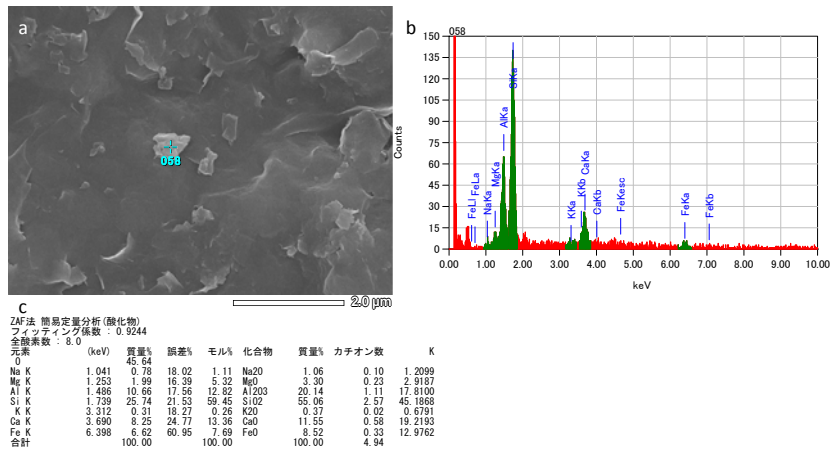 a
058
2.0 µm
b
058
150
135
120
105
90
75
60
45
30
15
0
Counts
FeLl
FeLa
NaKa
MgKa
AlKa
SiKa
KKa
KKb
CaKa
CaKb
FeKesc
FeKa
FeKb
0.00 1.00 2.00 3.00 4.00 5.00 6.00 7.00 8.00 9.00 10.00
keV
c
ZAF法 簡易定量分析(酸化物)
フィッティング係数 : 0.9244
全酸素数 : 8.0
元素 (keV) 質量% 誤差% モル% 化合物 質量% カチオン数 K
O 45.64
Na K 1.041 0.78 18.02 1.11 Na2O 1.06 0.10 1.2099
Mg K 1.253 1.99 16.39 5.32 MgO 3.30 0.23 2.9187
Al K 1.486 10.66 17.56 12.82 Al2O3 20.14 1.11 17.8100
Si K 1.739 25.74 21.53 59.45 SiO2 55.06 2.57 45.1868
K K 3.312 0.31 18.27 0.26 K2O 0.37 0.02 0.6791
Ca K 3.690 8.25 24.77 13.36 CaO 11.55 0.58 19.2193
Fe K 6.398 6.62 60.95 7.69 FeO 8.52 0.33 12.9762
合計 100.00 100.00 100.00 4.94